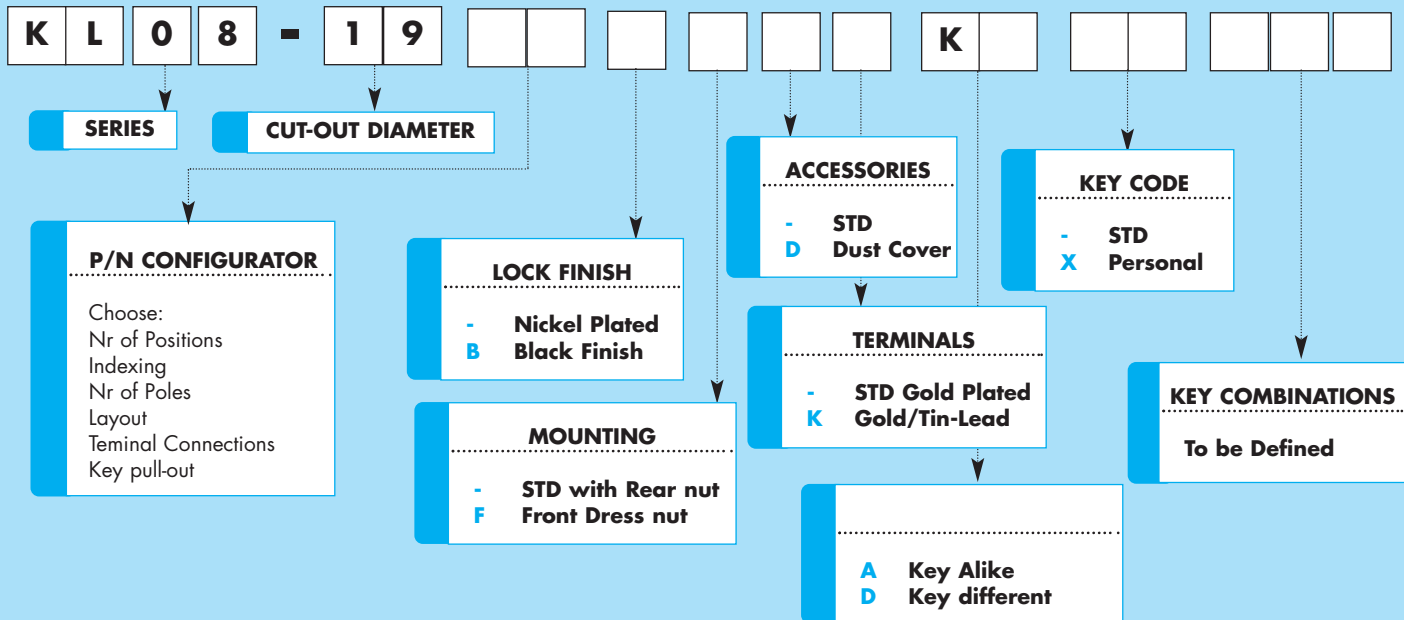 K L 0 8 - 1 9 K
SERIES
CUT-OUT DIAMETER
P/N CONFIGURATOR
Choose:
Nr of Positions
Indexing
Nr of Poles
Layout
Teminal Connections
Key pull-out
LOCK FINISH
- Nickel Plated
B Black Finish
MOUNTING
- STD with Rear nut
F Front Dress nut
ACCESSORIES
- STD
D Dust Cover
TERMINALS
- STD Gold Plated
K Gold/Tin-Lead
A Key Alike
D Key different
KEY CODE
- STD
X Personal
KEY COMBINATIONS
To be Defined